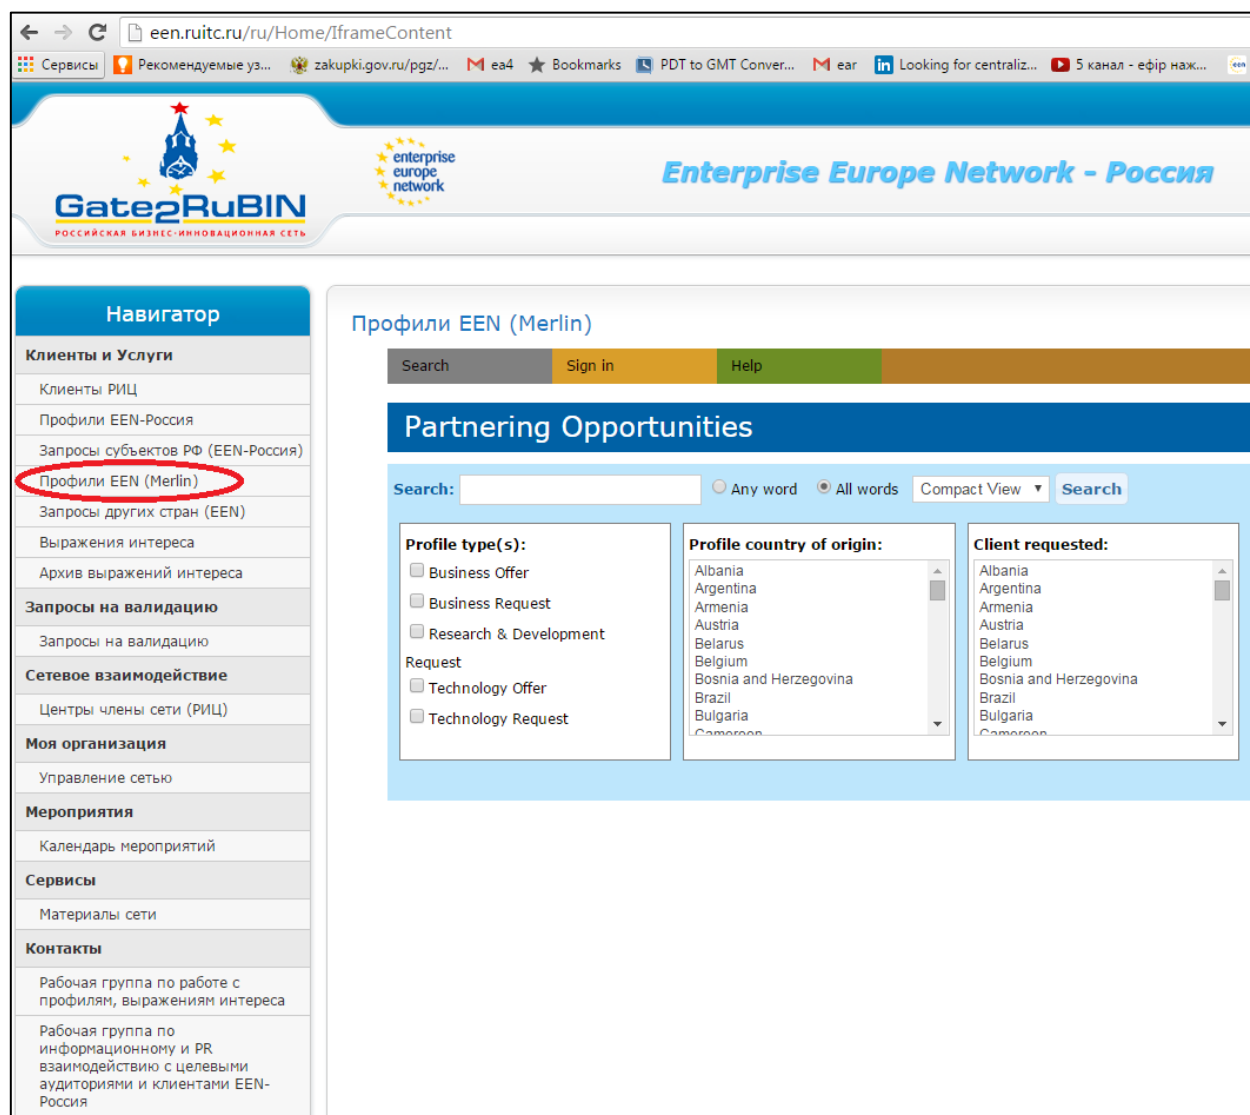 een.ruitc.ru/ru/Home/IframeContent
Сервисы Рекомендуемые уз... zakupki.gov.ru/pgz/... ea4 Bookmarks PDT to GMT Conver... ear Looking for centraliz... 5 канал - ефір наж... een
enterprise
europe
network
Enterprise Europe Network - Россия
Gate2RuBIN
РОССИЙСКАЯ БИЗНЕС-ИННОВАЦИОННАЯ СЕТЬ
Навигатор
Клиенты и Услуги
Клиенты РИЦ
Профили EEN-Россия
Запросы субъектов РФ (EEN-Россия)
Профили EEN (Merlin)
Запросы других стран (EEN)
Выражения интереса
Архив выражений интереса
Запросы на валидацию
Запросы на валидацию
Сетевое взаимодействие
Центры члены сети (РИЦ)
Моя организация
Управление сетью
Мероприятия
Календарь мероприятий
Сервисы
Материалы сети
Контакты
Рабочая группа по работе с
профилям, выражениям интереса
Рабочая группа по
информационному и PR
взаимодействию с целевыми
аудиториями и клиентами EEN-
Россия
Профили EEN (Merlin)
Search Sign in Help
Partnering Opportunities
Search: Any word All words Compact View Search
Profile type(s):
Business Offer
Business Request
Research & Development
Request
Technology Offer
Technology Request
Profile country of origin:
Albania
Argentina
Armenia
Austria
Belarus
Belgium
Bosnia and Herzegovina
Brazil
Bulgaria
Cameroon
Client requested:
Albania
Argentina
Armenia
Austria
Belarus
Belgium
Bosnia and Herzegovina
Brazil
Bulgaria
Cameroon